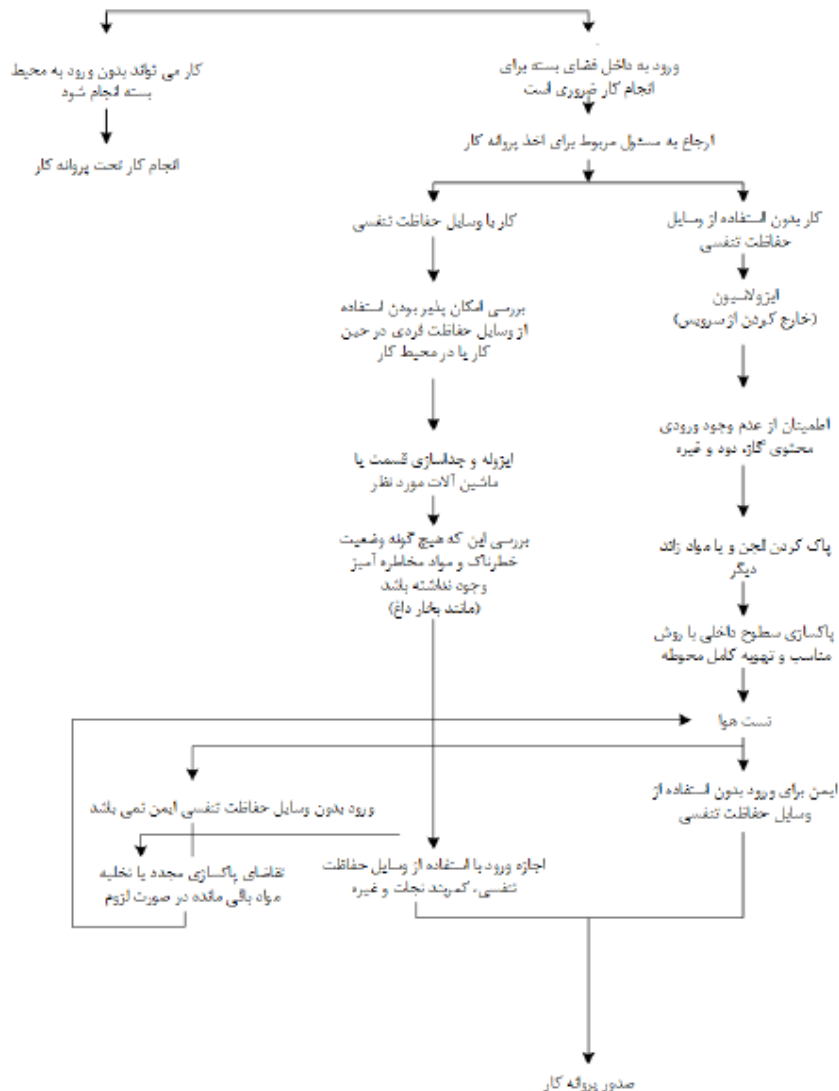 کار می تواند بدون ورود به محیط
بسته انجام شود
انجام کار تحت پروانه کار
ورود به داخل فضای بسته برای
انجام کار ضروری است
ارجاع به مسئول مربوط برای اخذ پروانه کار
کار با وسایل حفاظت تنفسی
بررسی امکان پذیر بودن استفاده
از وسایل حفاظت فردی در حین
کار یا در محیط کار
ایزوله و جداسازی قسمت یا
ماشین آلات مورد نظر
بررسی این که هیچ گونه وضعیت
خطرناک و مواد مخاطره آمیز
وجود نداشته باشد
(مانند بخار داغ)
کار بدون استفاده از وسایل
حفاظت تنفسی
ایزولاسیون
(خارج کردن از سرویس)
اطمینان از عدم وجود ورودی
محتوی گاز، دود و غیره
پاک کردن لجن و یا مواد زائد
دیگر
پاکسازی سطوح داخلی با روش
مناسب و تهویه کامل محوطه
تست هوا
ایمن برای ورود بدون استفاده از
وسایل حفاظت تنفسی
ورود بدون وسایل حفاظت تنفسی ایمن نمی باشد
تقاضای پاکسازی مجدد یا تخلیه
مواد باقی مانده در صورت لزوم
اجازه ورود با استفاده از وسایل حفاظت
تنفسی، کمربند نجات و غیره
صدور پروانه کار